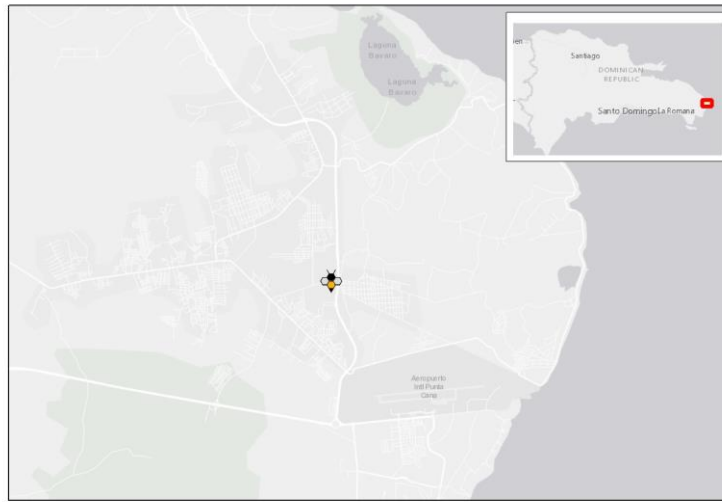 Laguna
Bavaro
Laguna
Bavaro
Santiago
DOMINICAN
REPUBLIC
Santo Domingo
La Romana
Aeropuerto
Intl Punta
Cana